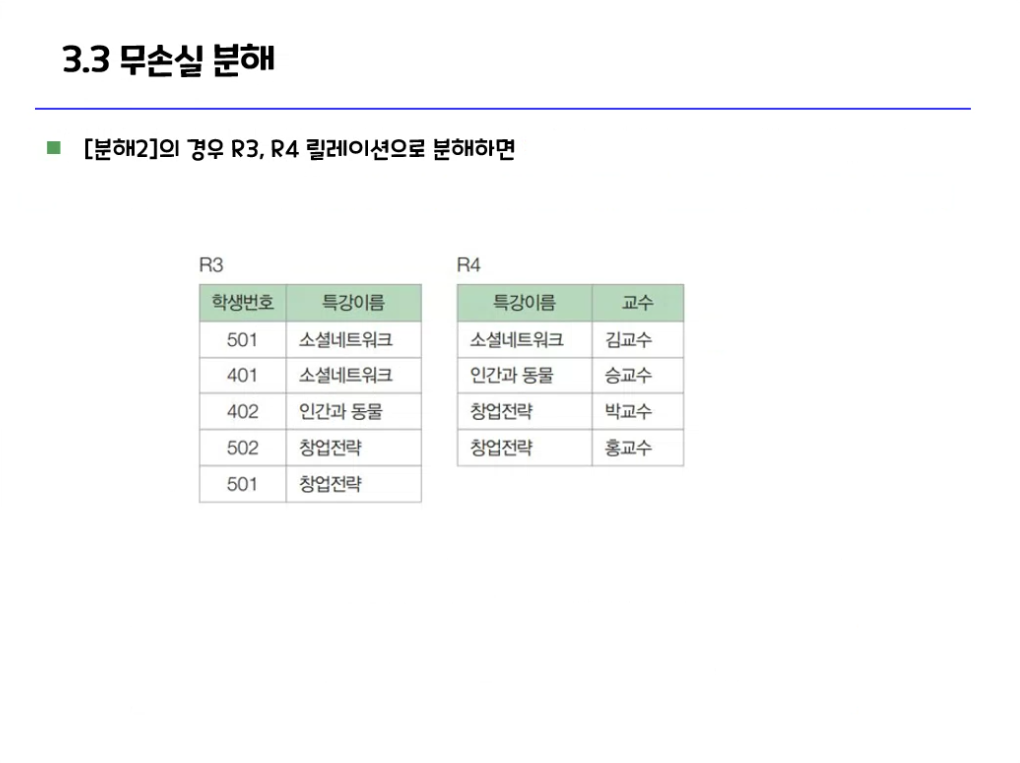 3.3 무손실 분해
[분해2]의 경우 R3, R4 릴레이션으로 분해하면
R3
학생번호 특강이름
501 소셜네트워크
401 소셜네트워크
402 인간과 동물
502 창업전략
501 창업전략
R4
특강이름 교수
소셜네트워크 김교수
인간과 동물 승교수
창업전략 박교수
창업전략 홍교수